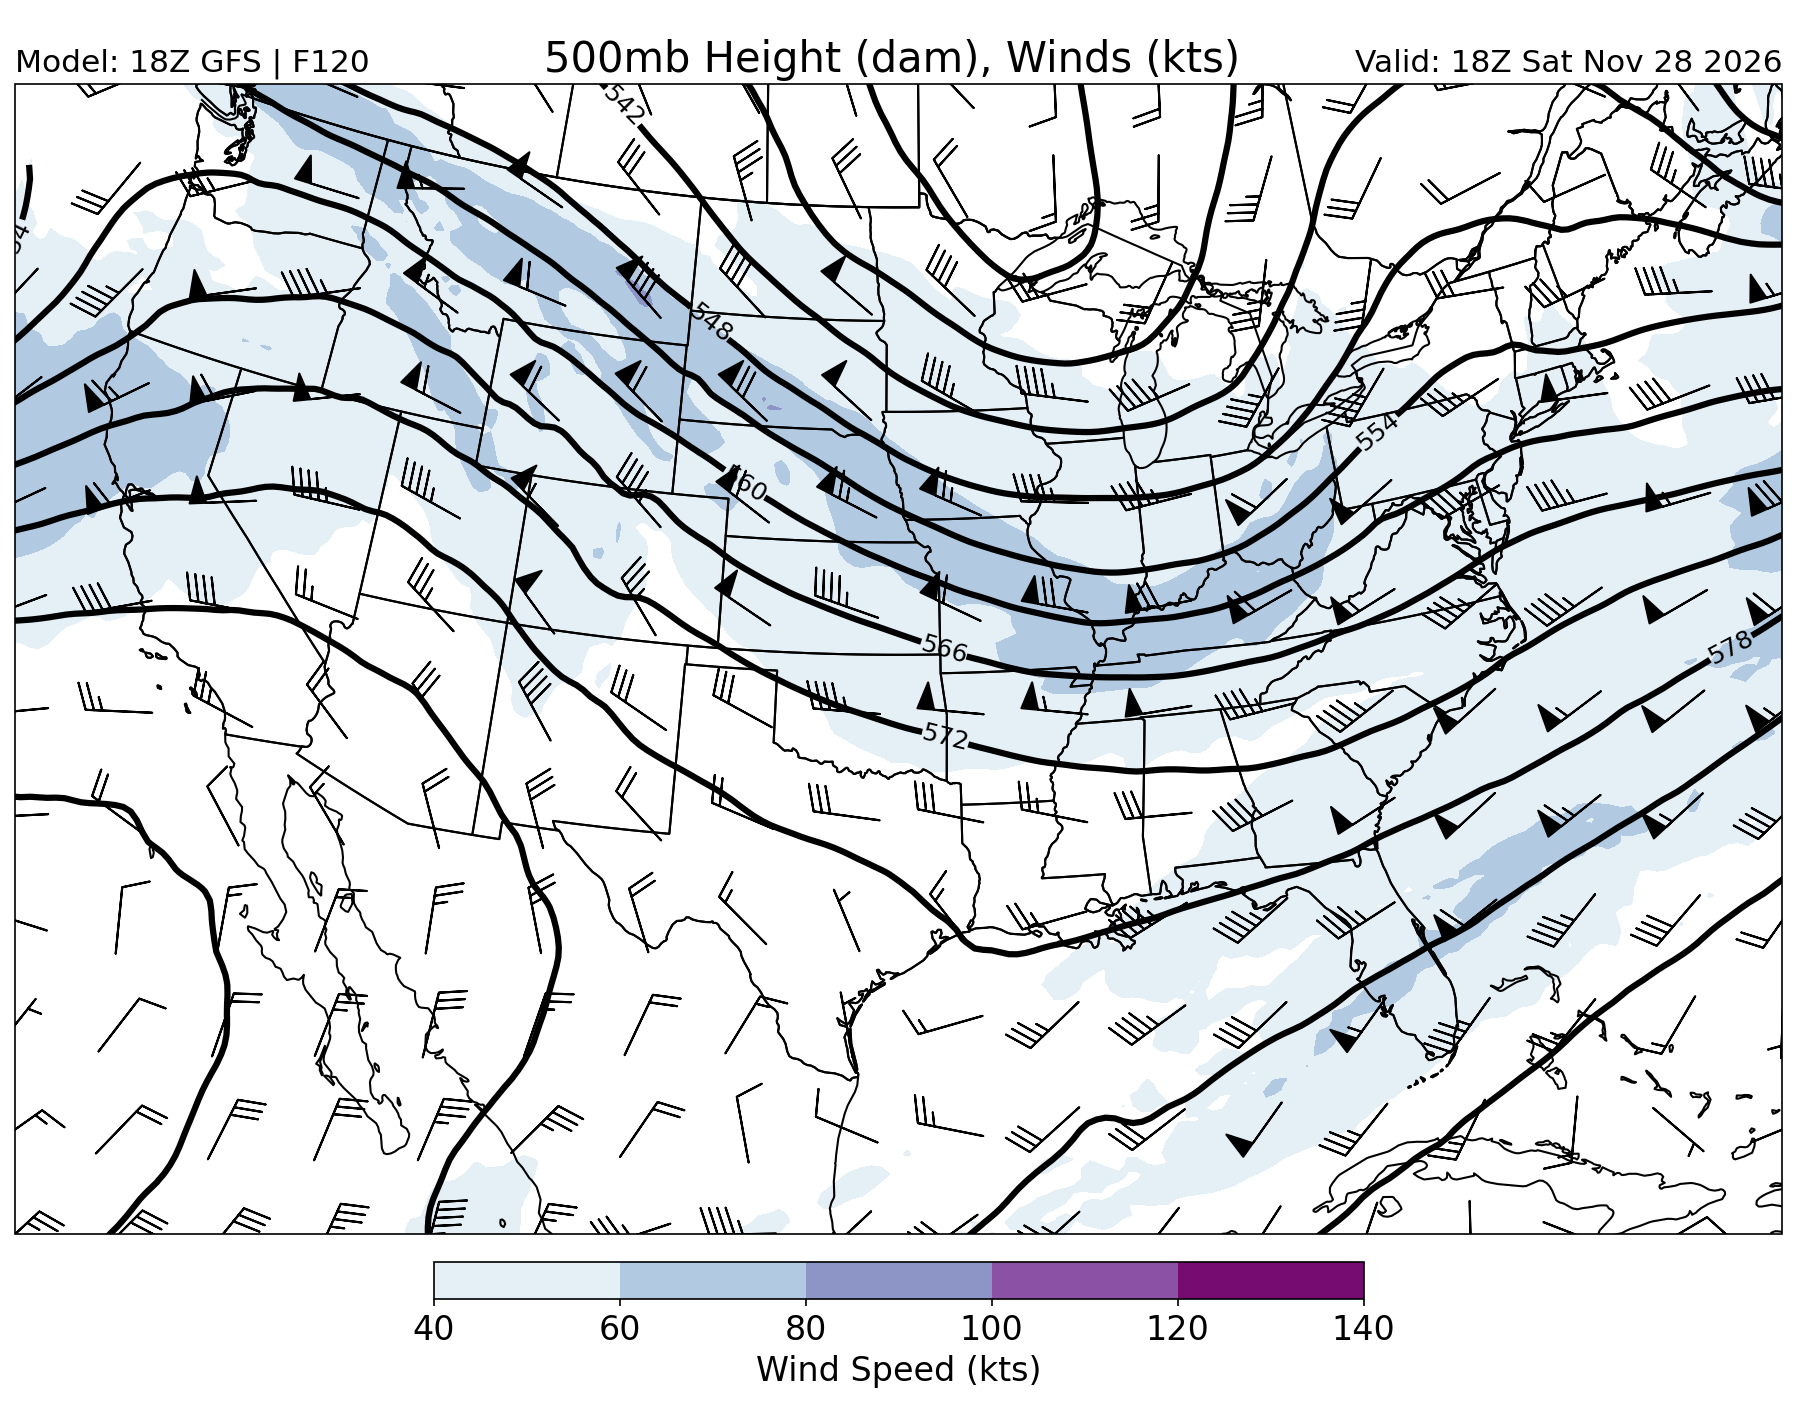 Model: 18Z GFS | F120
500mb Height (dam), Winds (kts)
Valid: 18Z Sat Nov 28 2026
542
548
554
560
566
572
578
40 60 80 100 120 140
Wind Speed (kts)